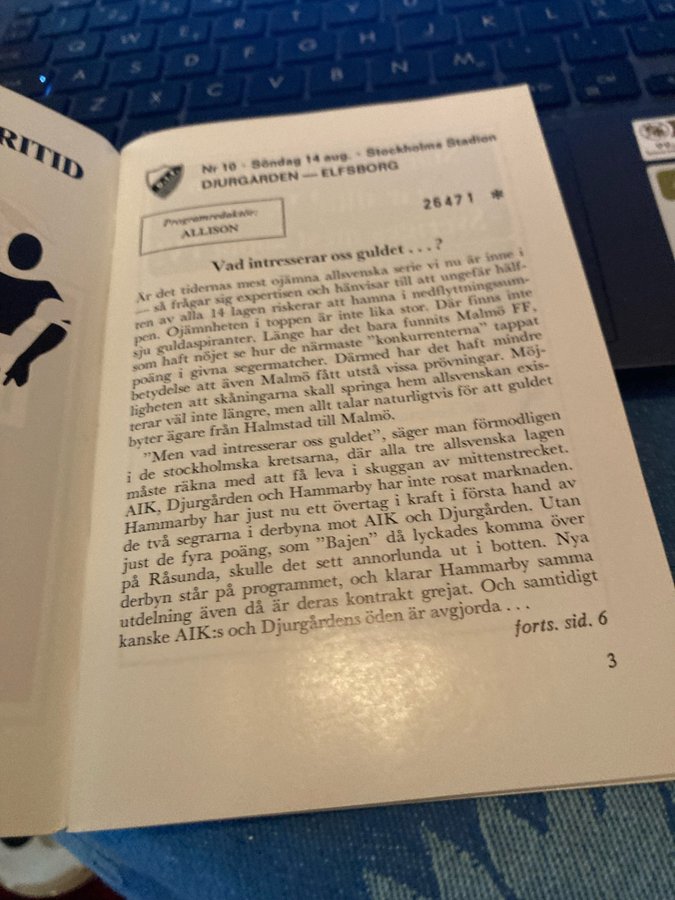 RITID
Nr 10 · Söndag 14 aug. · Stockholms Stadion
DJURGÅRDEN — ELFSBORG
26471 *
Programredaktör:
ALLISON
Vad intresserar oss guldet . . . ?
Är det tidernas mest ojämna allsvenska serie vi nu är inne i
— så frågar sig expertisen och hänvisar till att ungefär hälf-
ten av alla 14 lagen riskerar att hamna i nedflyttningssum-
pen. Ojämnheten i toppen är inte lika stor. Där finns inte
sju guldaspiranter. Länge har det bara funnits Malmö FF,
som haft nöjet se hur de närmaste "konkurrenterna" tappat
poäng i givna segermatcher. Därmed har det haft mindre
betydelse att även Malmö fått utstå vissa prövningar. Möj-
ligheten att skåningarna skall springa hem allsvenskan exis-
terar väl inte längre, men allt talar naturligtvis för att guldet
byter ägare från Halmstad till Malmö.
"Men vad intresserar oss guldet", säger man förmodligen
i de stockholmska kretsarna, där alla tre allsvenska lagen
måste räkna med att få leva i skuggan av mittenstrecket.
AIK, Djurgården och Hammarby har inte rosat marknaden.
Hammarby har just nu ett övertag i kraft i första hand av
de två segrarna i derbyna mot AIK och Djurgården. Utan
just de fyra poäng, som "Bajen" då lyckades komma över
på Råsunda, skulle det sett annorlunda ut i botten. Nya
derbyn står på programmet, och klarar Hammarby samma
utdelning även då är deras kontrakt grejat. Och samtidigt
kanske AIK:s och Djurgårdens öden är avgjorda . . .
forts. sid. 6
3